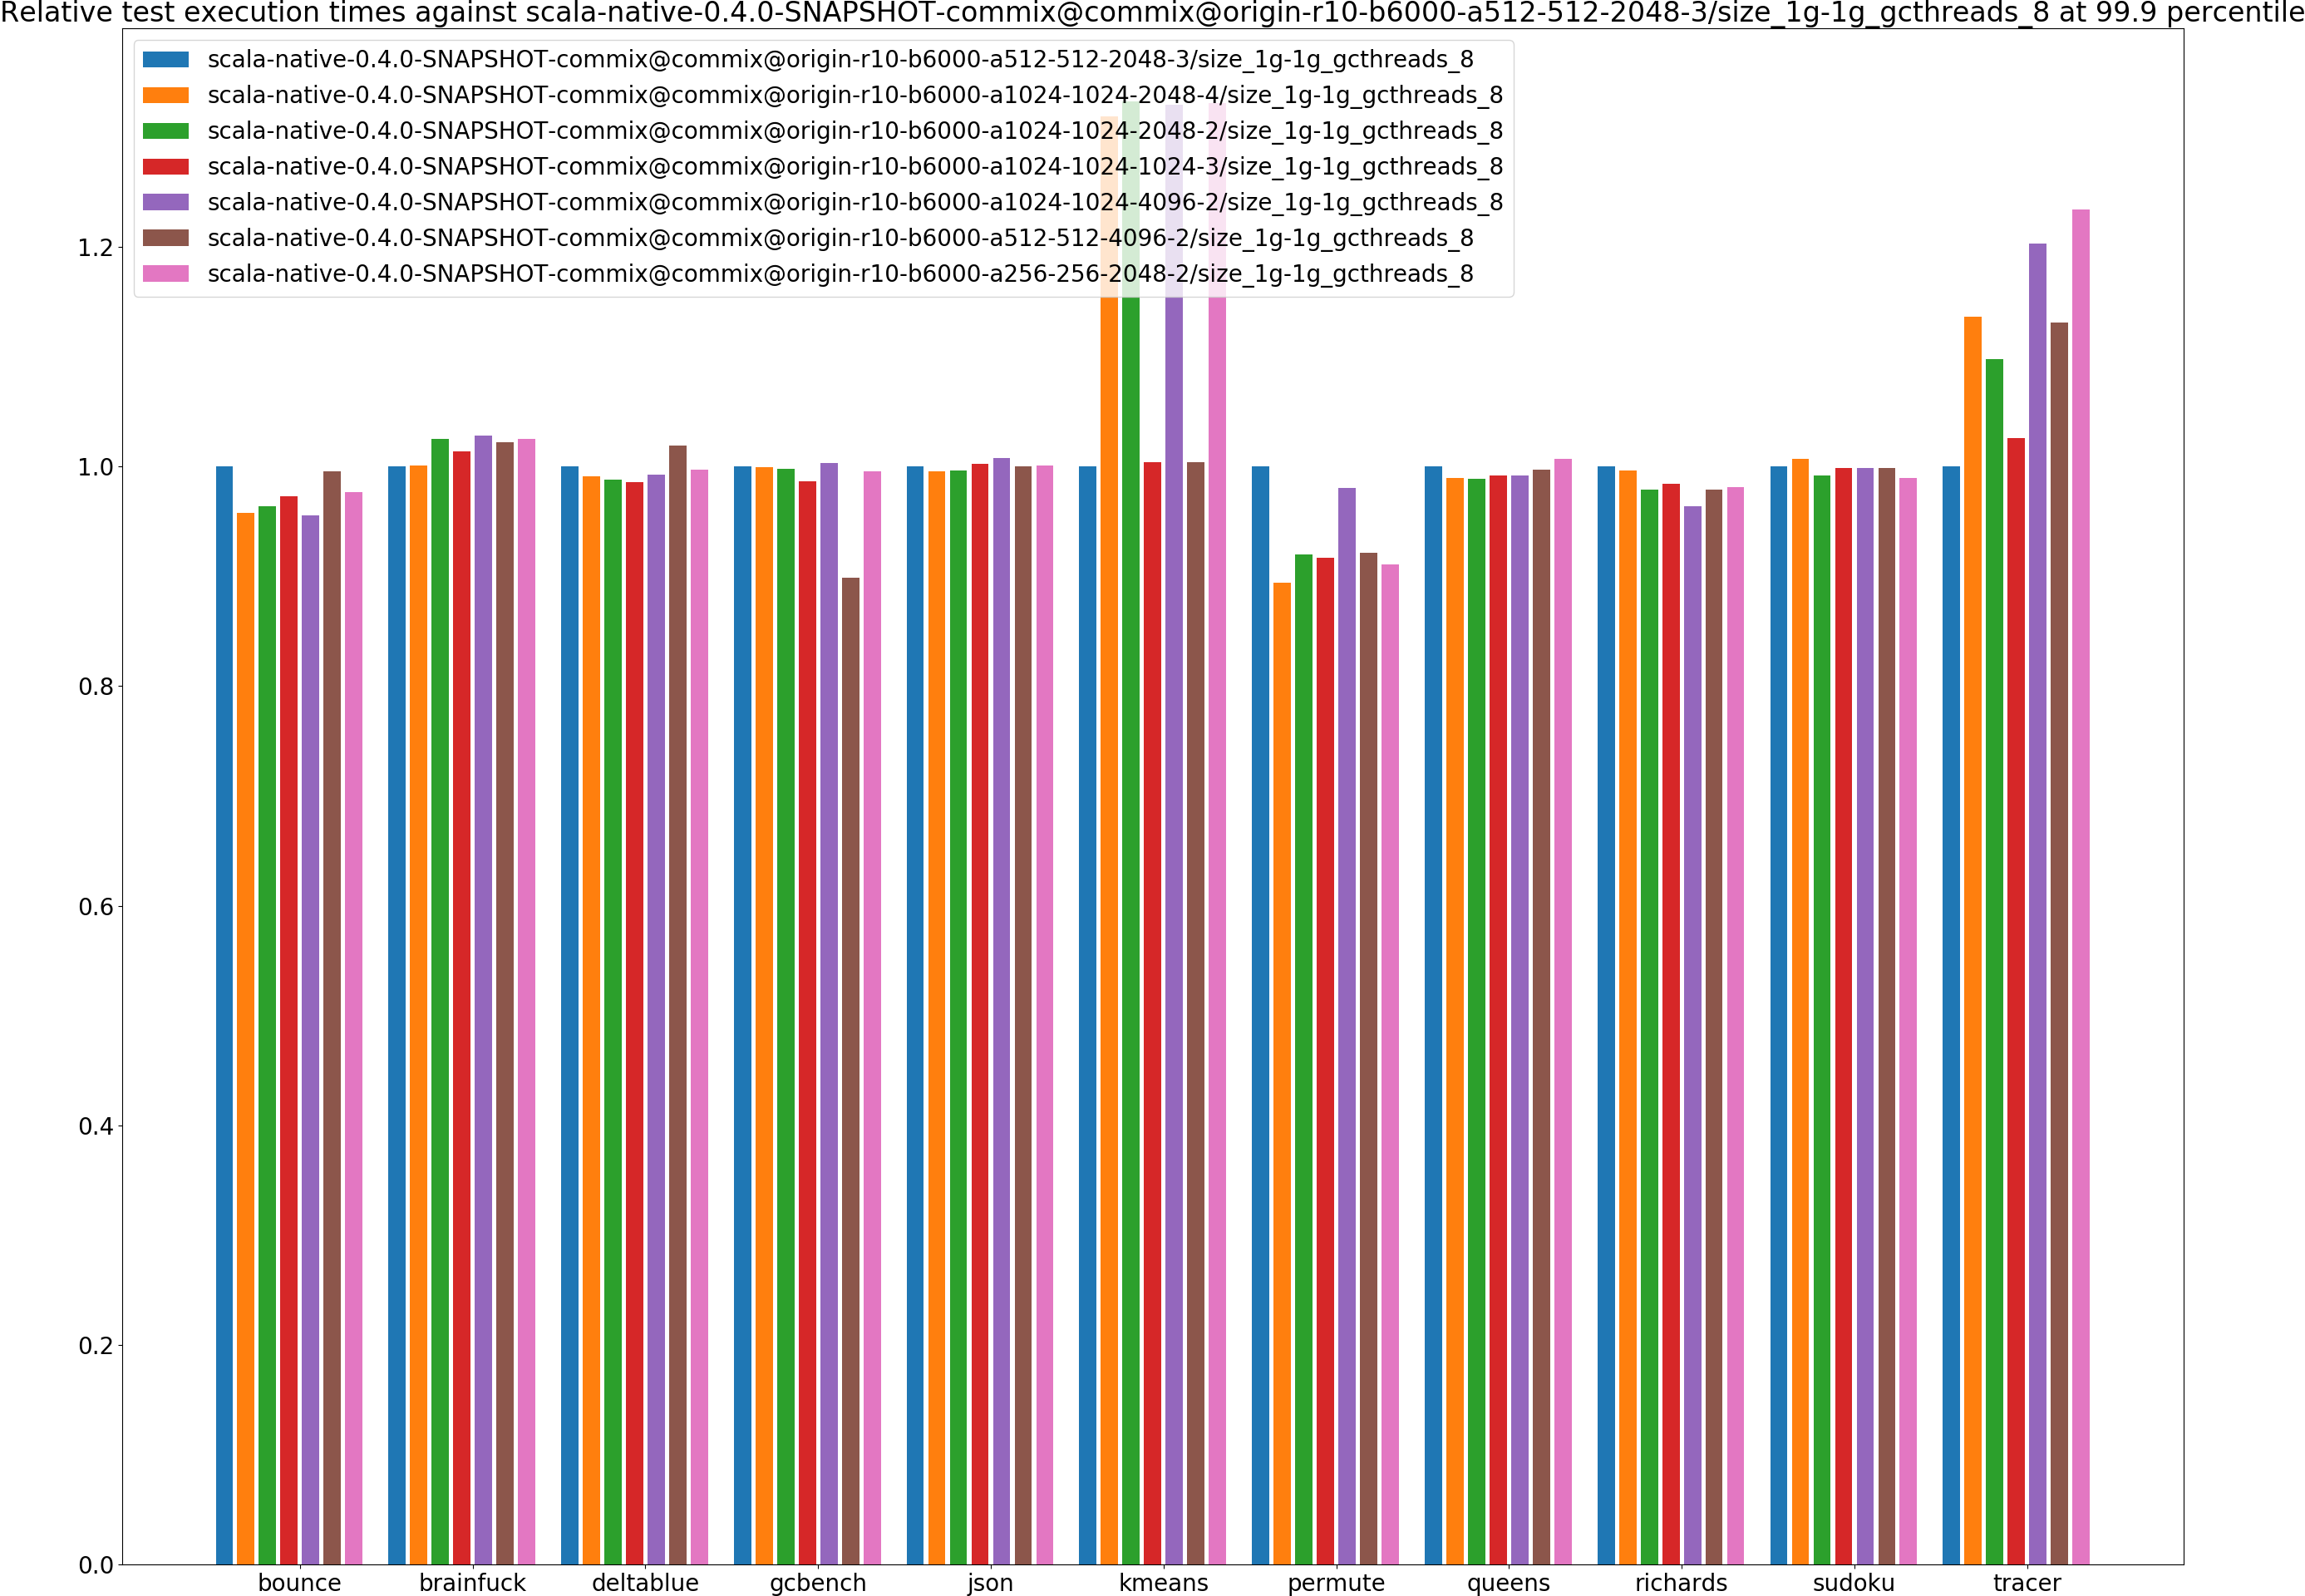 Relative test execution times against scala-native-0.4.0-SNAPSHOT-commix@commix@origin-r10-b6000-a512-512-2048-3/size_1g-1g_gcthreads_8 at 99.9 percentile
scala-native-0.4.0-SNAPSHOT-commix@commix@origin-r10-b6000-a512-512-2048-3/size_1g-1g_gcthreads_8
scala-native-0.4.0-SNAPSHOT-commix@commix@origin-r10-b6000-a1024-1024-2048-4/size_1g-1g_gcthreads_8
scala-native-0.4.0-SNAPSHOT-commix@commix@origin-r10-b6000-a1024-1024-2048-2/size_1g-1g_gcthreads_8
scala-native-0.4.0-SNAPSHOT-commix@commix@origin-r10-b6000-a1024-1024-1024-3/size_1g-1g_gcthreads_8
scala-native-0.4.0-SNAPSHOT-commix@commix@origin-r10-b6000-a1024-1024-4096-2/size_1g-1g_gcthreads_8
scala-native-0.4.0-SNAPSHOT-commix@commix@origin-r10-b6000-a512-512-4096-2/size_1g-1g_gcthreads_8
scala-native-0.4.0-SNAPSHOT-commix@commix@origin-r10-b6000-a256-256-2048-2/size_1g-1g_gcthreads_8
1.2
1.0
0.8
0.6
0.4
0.2
0.0
bounce brainfuck deltablue gcbench json kmeans permute queens richards sudoku tracer